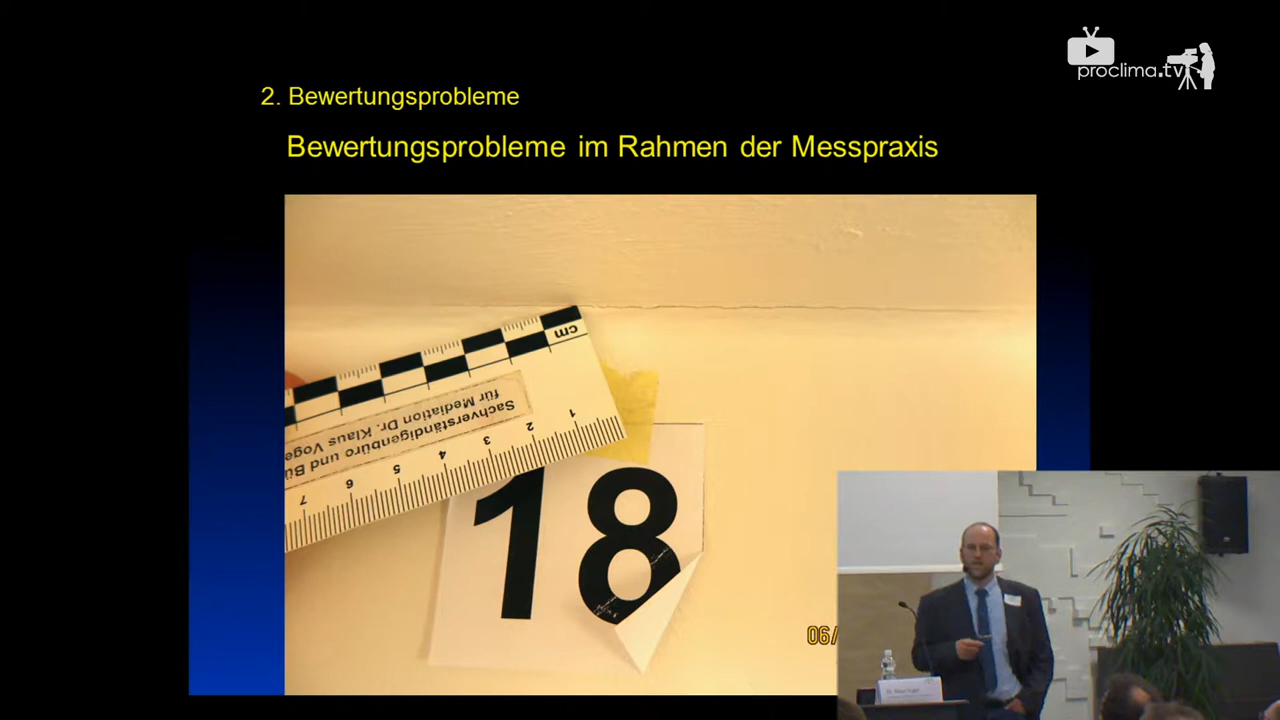 proclima.tv
2. Bewertungsprobleme
Bewertungsprobleme im Rahmen der Messpraxis
cm
Sachverständigenbüro und Bü
für Mediation Dr. Klaus Voge
1 2 3 4 5 6 7
18
06/